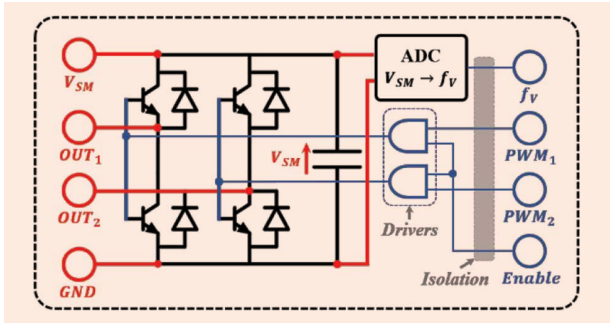 ADC
V_SM → f_V
V_SM
f_V
OUT_1
V_SM
PWM_1
OUT_2
PWM_2
Drivers
GND
Isolation
Enable